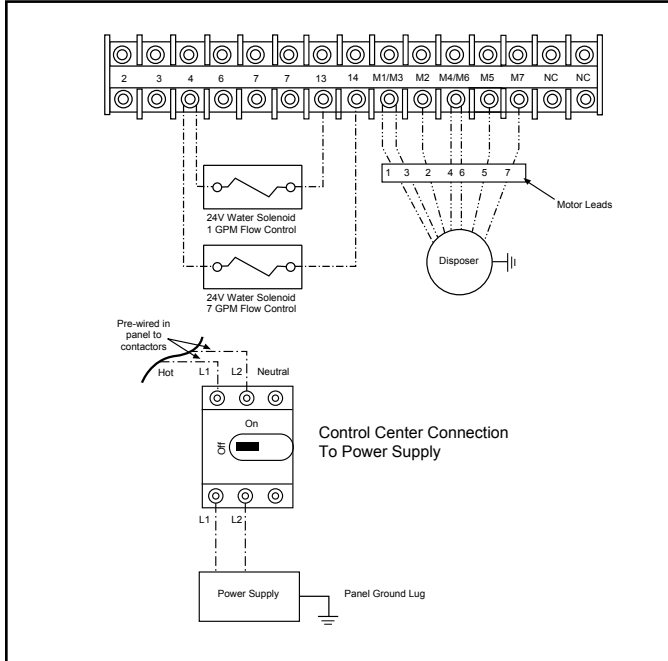 2 3 4 6 7 7 13 14 M1/M3 M2 M4/M6 M5 M7 NC NC
1 3 2 4 6 5 7
Motor Leads
24V Water Solenoid
1 GPM Flow Control
Disposer
24V Water Solenoid
7 GPM Flow Control
Pre-wired in
panel to
contactors
Hot L1 L2 Neutral
On
Off
Control Center Connection
To Power Supply
L1 L2
Power Supply
Panel Ground Lug